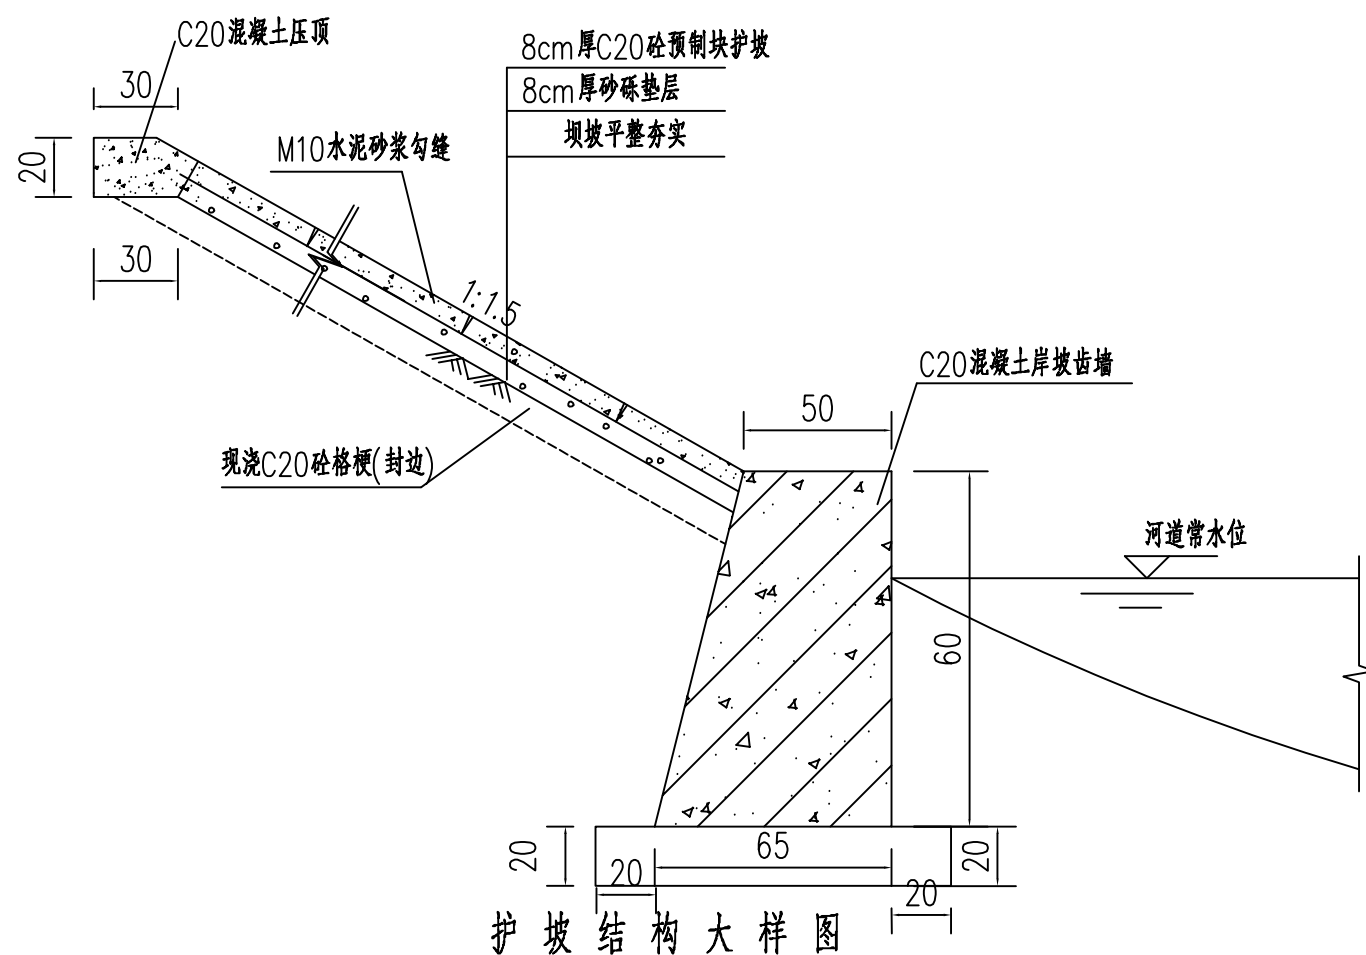 C20混凝土压顶
8cm厚C20砼预制块护坡
8cm厚砂砾垫层
坝坡平整夯实
30
M10水泥砂浆勾缝
20
30
1:1.5
C20混凝土岸坡齿墙
50
现浇C20砼格梗(封边)
河道常水位
60
20
65
20
20
20
护坡结构大样图